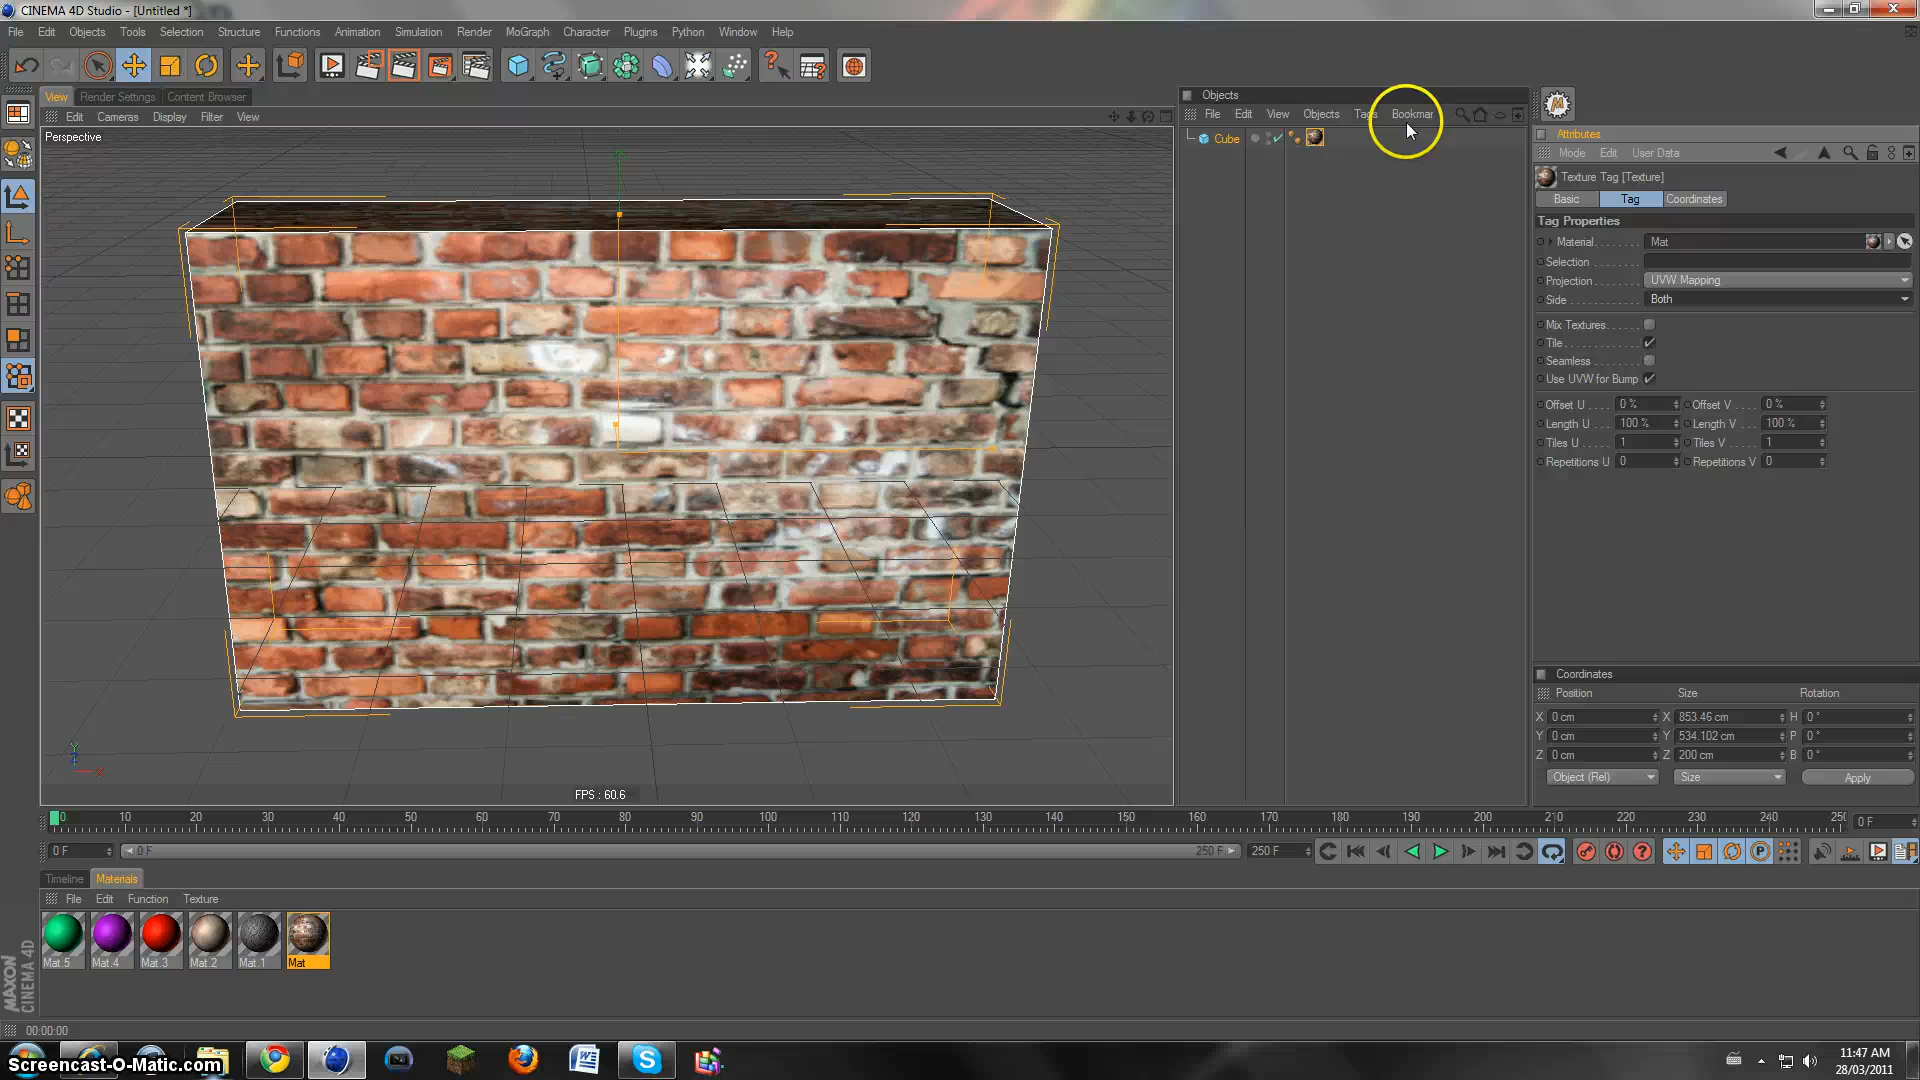 CINEMA 4D Studio - [Untitled *]
File Edit Objects Tools Selection Structure Functions Animation Simulation Render MoGraph Character Plugins Python Window Help
View Render Settings Content Browser
Edit Cameras Display Filter View
Perspective
FPS : 60.6
Y
X
Objects
File Edit View Objects Tags Bookmar
Cube
Attributes
Mode Edit User Data
Texture Tag [Texture]
Basic Tag Coordinates
Tag Properties
Material Mat
Selection
Projection UVW Mapping
Side Both
Mix Textures
Tile
Seamless
Use UVW for Bump
Offset U 0 % Offset V 0 %
Length U 100 % Length V 100 %
Tiles U 1 Tiles V 1
Repetitions U 0 Repetitions V 0
Coordinates
Position Size Rotation
X 0 cm X 853.46 cm H 0 °
Y 0 cm Y 534.102 cm P 0 °
Z 0 cm Z 200 cm B 0 °
Object (Rel) Size Apply
0 10 20 30 40 50 60 70 80 90 100 110 120 130 140 150 160 170 180 190 200 210 220 230 240 250 0 F
0 F 0 F 250 F 250 F
Timeline Materials
File Edit Function Texture
Mat.5 Mat.4 Mat.3 Mat.2 Mat.1 Mat
MAXON
CINEMA 4D
00:00:00
Screencast-O-Matic.com
11:47 AM
28/03/2011